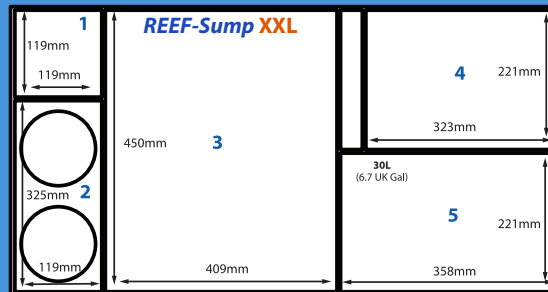 REEF-Sump XXL
1
119mm
119mm
2
325mm
119mm
3
450mm
409mm
4
221mm
323mm
30L
(6.7 UK Gal)
5
221mm
358mm